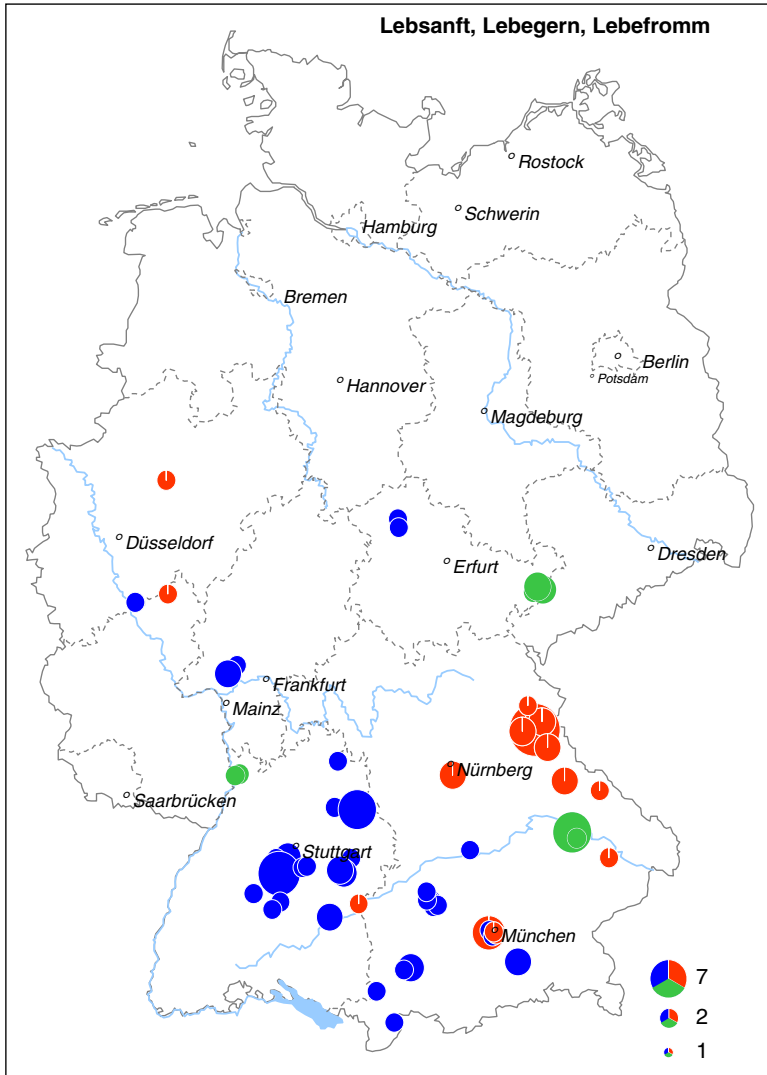 Lebsanft, Lebegern, Lebefromm
Rostock
Schwerin
Hamburg
Bremen
Berlin
Potsdam
Hannover
Magdeburg
Düsseldorf
Dresden
Erfurt
Frankfurt
Mainz
Nürnberg
Saarbrücken
Stuttgart
München
7
2
1